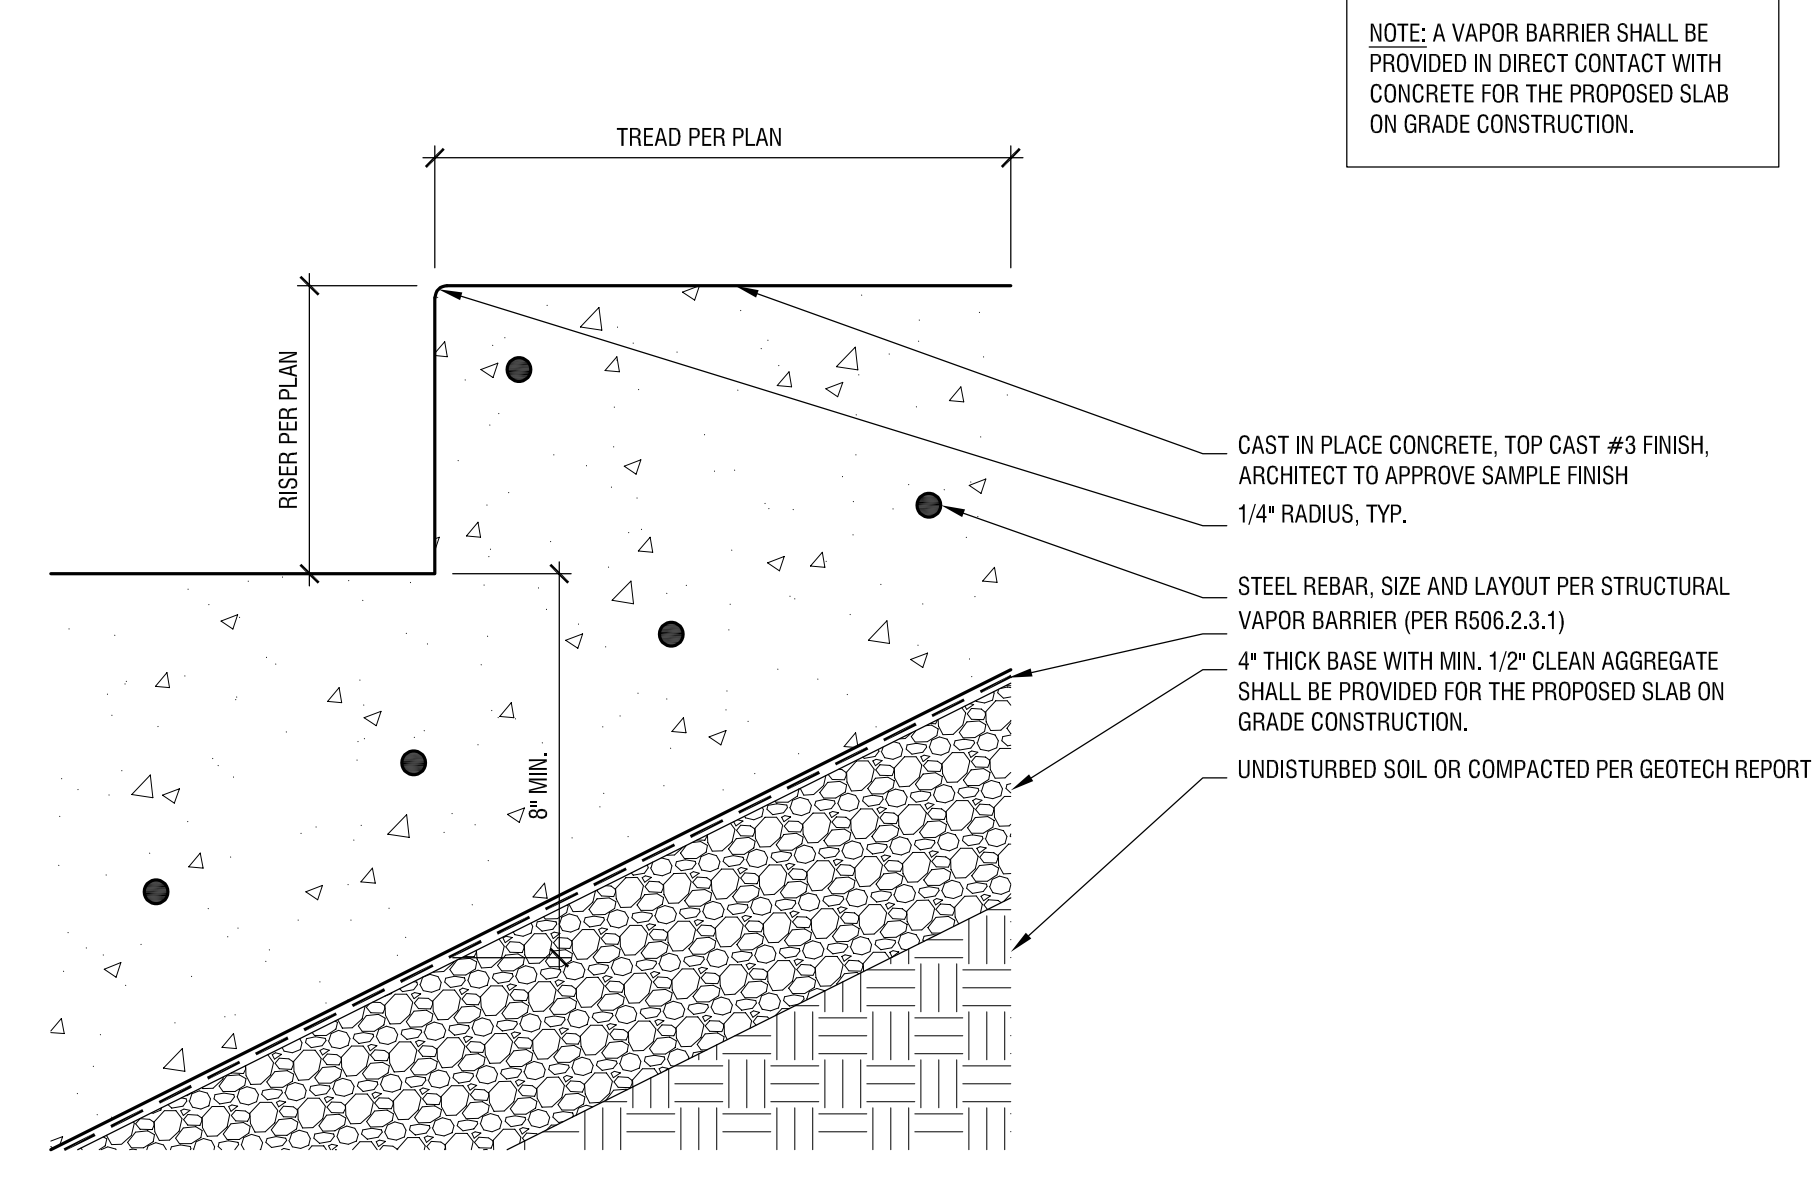 NOTE: A VAPOR BARRIER SHALL BE
PROVIDED IN DIRECT CONTACT WITH
CONCRETE FOR THE PROPOSED SLAB
ON GRADE CONSTRUCTION.
TREAD PER PLAN
RISER PER PLAN
8" MIN.
CAST IN PLACE CONCRETE, TOP CAST #3 FINISH,
ARCHITECT TO APPROVE SAMPLE FINISH
1/4" RADIUS, TYP.
STEEL REBAR, SIZE AND LAYOUT PER STRUCTURAL
VAPOR BARRIER (PER R506.2.3.1)
4" THICK BASE WITH MIN. 1/2" CLEAN AGGREGATE
SHALL BE PROVIDED FOR THE PROPOSED SLAB ON
GRADE CONSTRUCTION.
UNDISTURBED SOIL OR COMPACTED PER GEOTECH REPORT